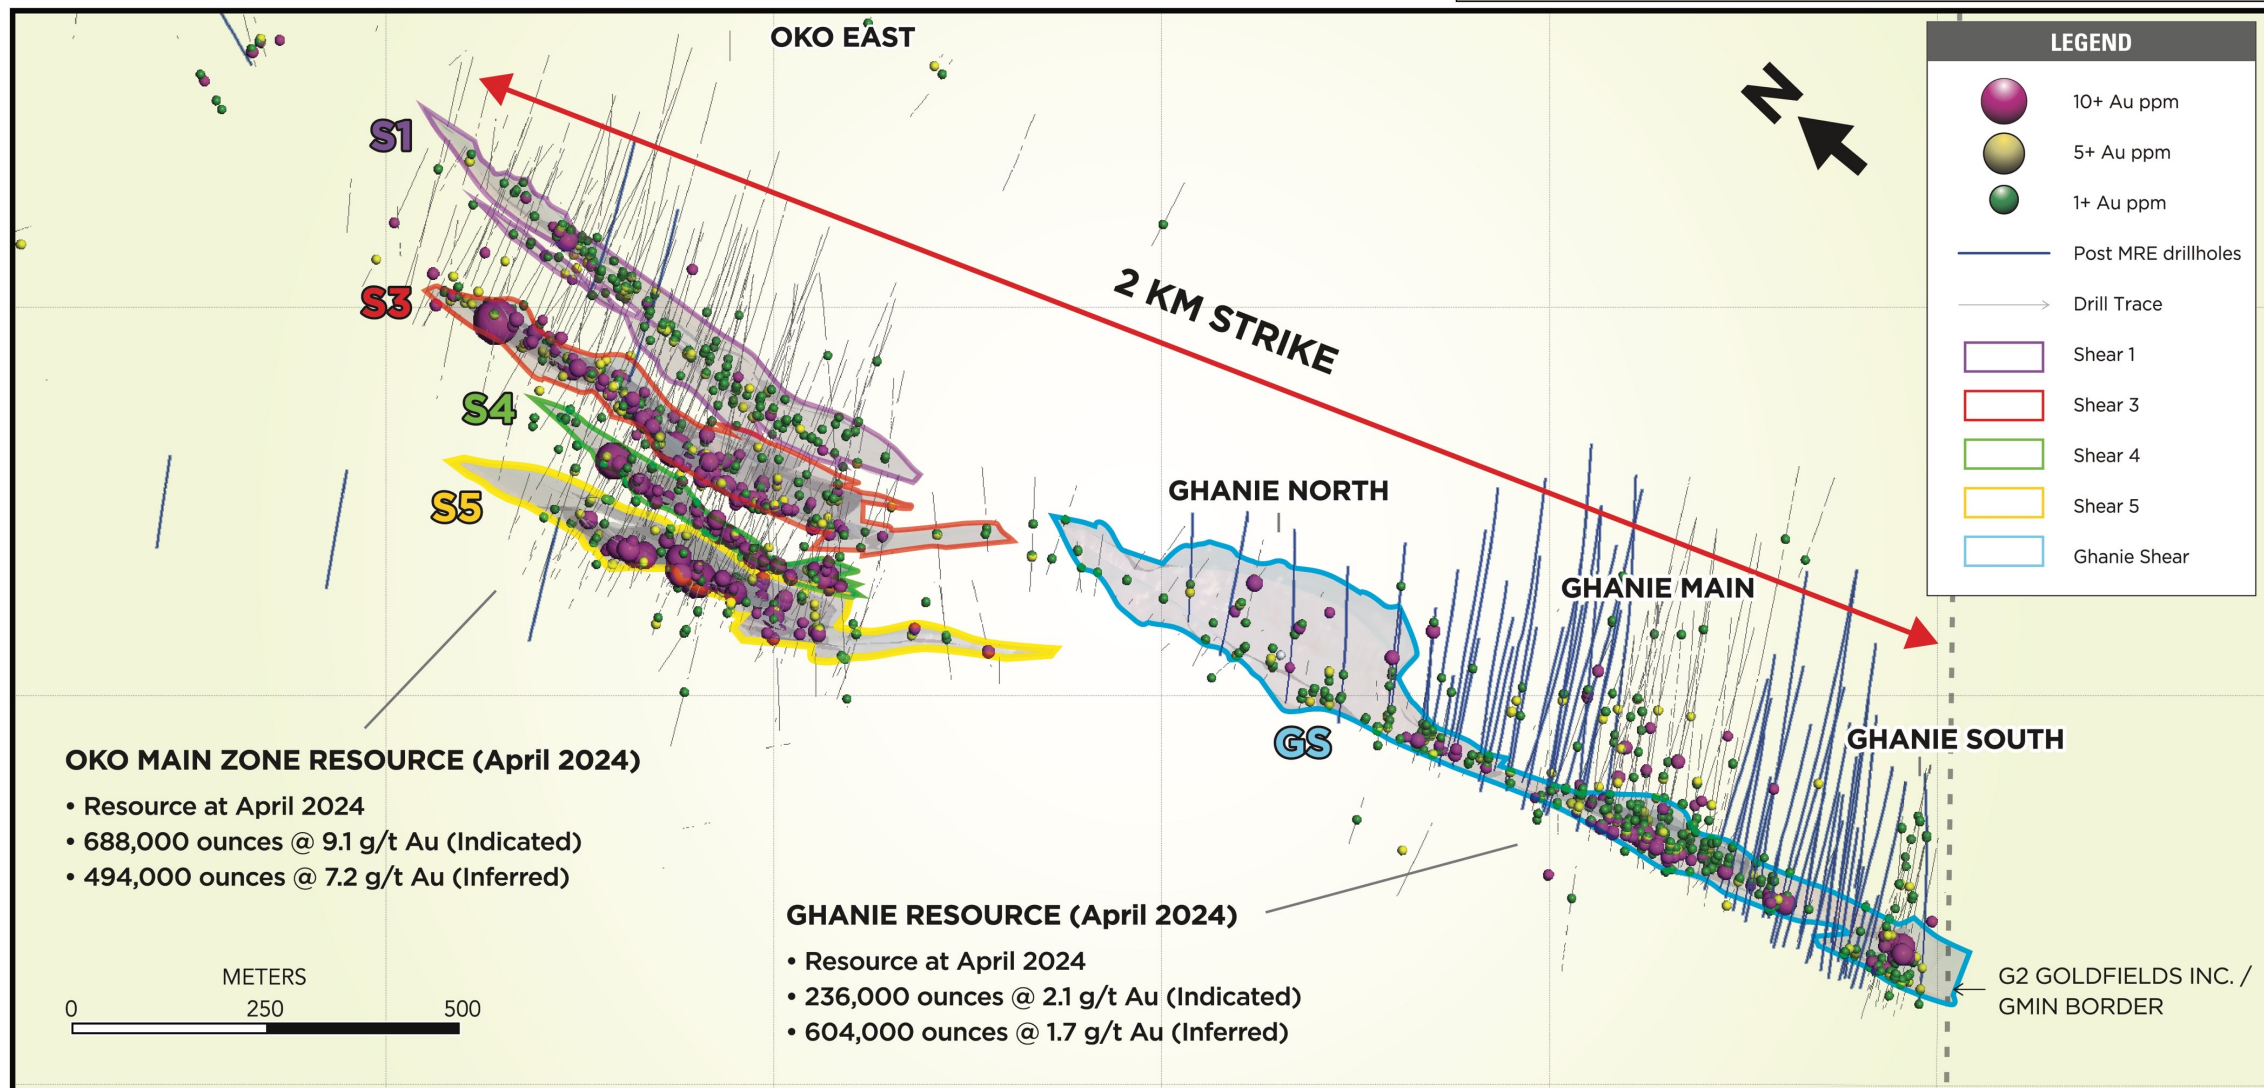 OKO EAST
S1
S3
S4
S5
N
2 KM STRIKE
GHANIE NORTH
GHANIE MAIN
GHANIE SOUTH
GS
LEGEND
10+ Au ppm
5+ Au ppm
1+ Au ppm
Post MRE drillholes
Drill Trace
Shear 1
Shear 3
Shear 4
Shear 5
Ghanie Shear
OKO MAIN ZONE RESOURCE (April 2024)
• Resource at April 2024
• 688,000 ounces @ 9.1 g/t Au (Indicated)
• 494,000 ounces @ 7.2 g/t Au (Inferred)
GHANIE RESOURCE (April 2024)
• Resource at April 2024
• 236,000 ounces @ 2.1 g/t Au (Indicated)
• 604,000 ounces @ 1.7 g/t Au (Inferred)
METERS
0 250 500
G2 GOLDFIELDS INC. /
GMIN BORDER